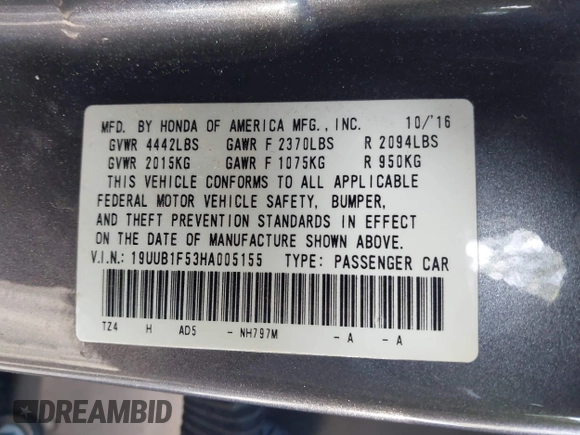 MFD. BY HONDA OF AMERICA MFG., INC. 10/'16
GVWR 4442LBS GAWR F 2370LBS R 2094LBS
GVWR 2015KG GAWR F 1075KG R 950KG
THIS VEHICLE CONFORMS TO ALL APPLICABLE
FEDERAL MOTOR VEHICLE SAFETY, BUMPER,
AND THEFT PREVENTION STANDARDS IN EFFECT
ON THE DATE OF MANUFACTURE SHOWN ABOVE.
V.I.N.: 19UUB1F53HA005155 TYPE: PASSENGER CAR
TZ4 H AD5 - NH797M - A - A
DREAMBID